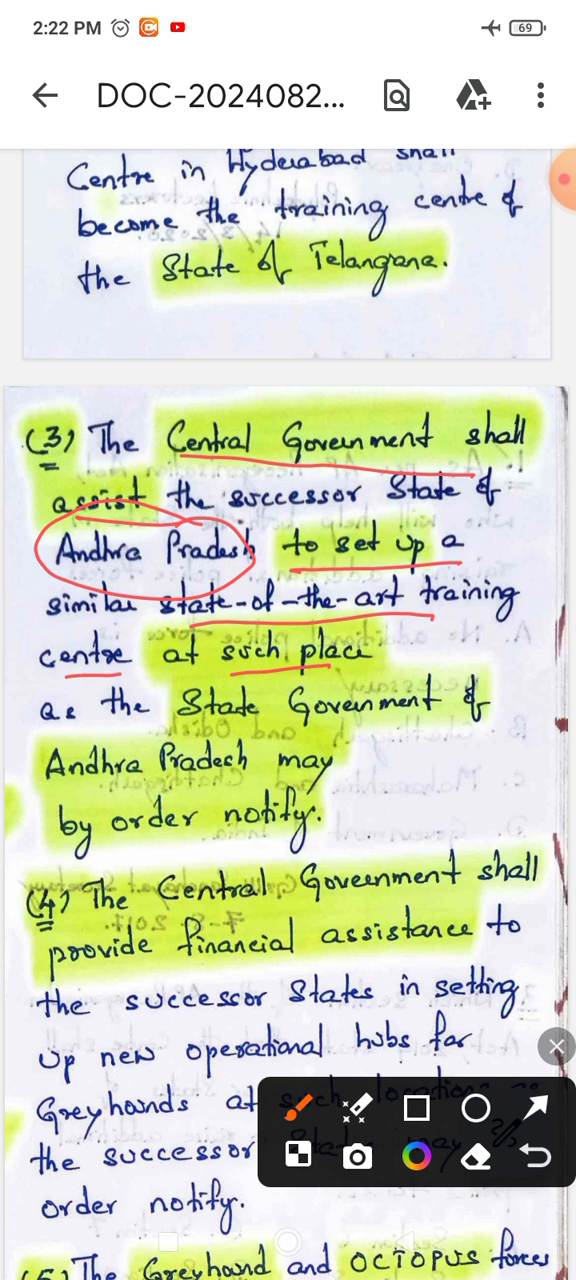 2:22 PM
69
DOC-2024082...
Centre in Hyderabad shall
become the training centre of
the State of Telangana.
(3) The Central Government shall
assist the successor State of
Andhra Pradesh to set up a
similar state-of-the-art training
centre at such place
as the State Government of
Andhra Pradesh may
by order notify.
(4) The Central Government shall
provide financial assistance to
the successor States in setting
up new operational hubs for
Greyhounds at
the successor
order notify.
(5) The Greyhound and OCTOPUS forces